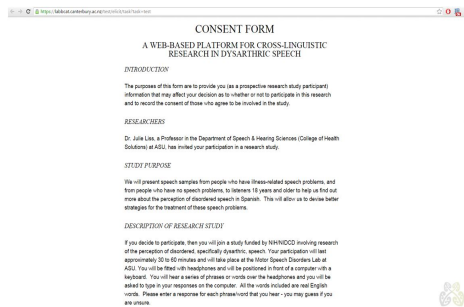 https://labbcat.canterbury.ac.nz/test/elicit/task?task=test
CONSENT FORM
A WEB-BASED PLATFORM FOR CROSS-LINGUISTIC
RESEARCH IN DYSARTHRIC SPEECH
INTRODUCTION
The purposes of this form are to provide you (as a prospective research study participant)
information that may affect your decision as to whether or not to participate in this research
and to record the consent of those who agree to be involved in the study.
RESEARCHERS
Dr. Julie Liss, a Professor in the Department of Speech & Hearing Sciences (College of Health
Solutions) at ASU, has invited your participation in a research study.
STUDY PURPOSE
We will present speech samples from people who have illness-related speech problems, and
from people who have no speech problems, to listeners 18 years and older to help us find out
more about the perception of disordered speech in Spanish. This will allow us to devise better
strategies for the treatment of these speech problems.
DESCRIPTION OF RESEARCH STUDY
If you decide to participate, then you will join a study funded by NIH/NIDCD involving research
of the perception of disordered, specifically dysarthric, speech. Your participation will last
approximately 30 to 60 minutes and will take place at the Motor Speech Disorders Lab at
ASU. You will be fitted with headphones and will be positioned in front of a computer with a
keyboard. You will hear a series of phrases or words over the headphones and you will be
asked to type in your responses on the computer. All the words included are real English
words. Please enter a response for each phrase/word that you hear - you may guess if you
are unsure.